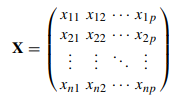 x11 x12 ··· x1p
x21 x22 ··· x2p
X =
⋮ ⋮ ⋱ ⋮
xn1 xn2 ··· xnp